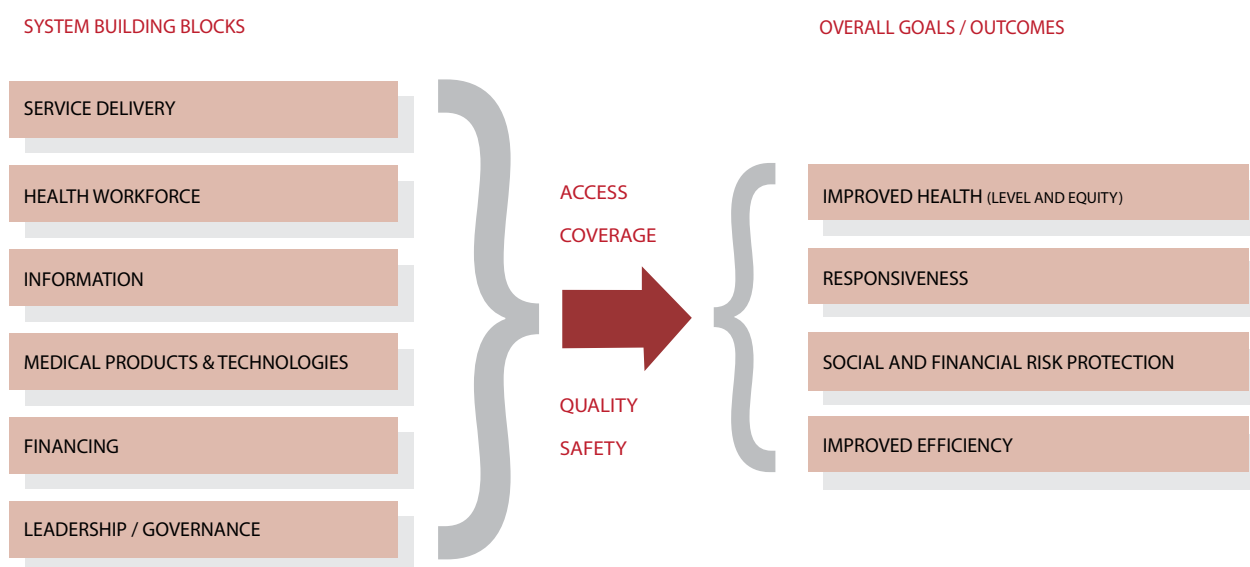 SYSTEM BUILDING BLOCKS
OVERALL GOALS / OUTCOMES
SERVICE DELIVERY
HEALTH WORKFORCE
INFORMATION
MEDICAL PRODUCTS & TECHNOLOGIES
FINANCING
LEADERSHIP / GOVERNANCE
ACCESS
COVERAGE
QUALITY
SAFETY
IMPROVED HEALTH (LEVEL AND EQUITY)
RESPONSIVENESS
SOCIAL AND FINANCIAL RISK PROTECTION
IMPROVED EFFICIENCY